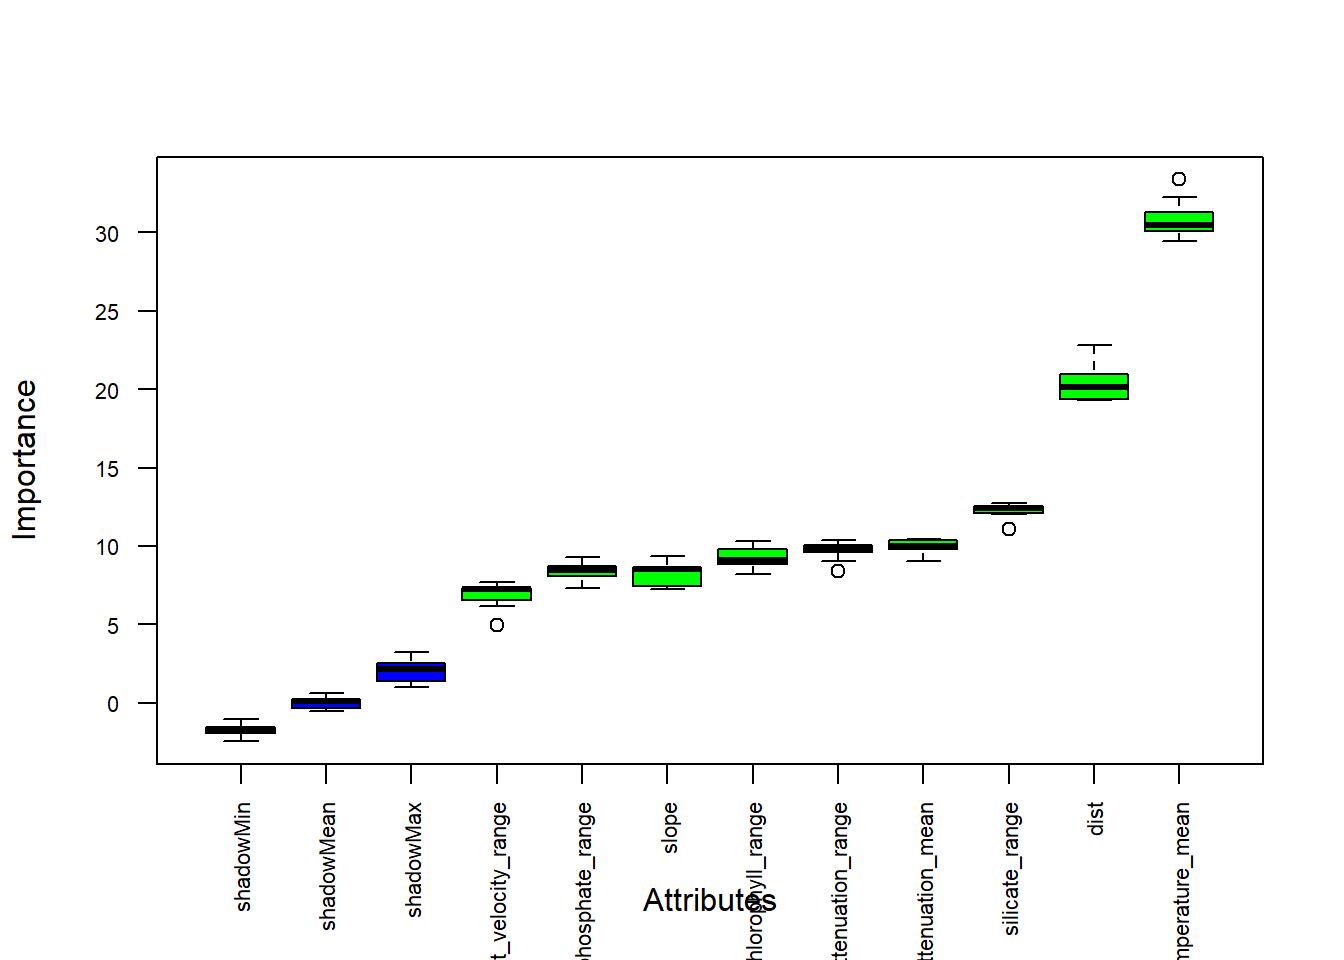 Importance
30
25
20
15
10
5
0
shadowMin
shadowMean
shadowMax
t_velocity_range
hosphate_range
slope
hlorophyll_range
ttenuation_range
ttenuation_mean
silicate_range
dist
mperature_mean
Attributes